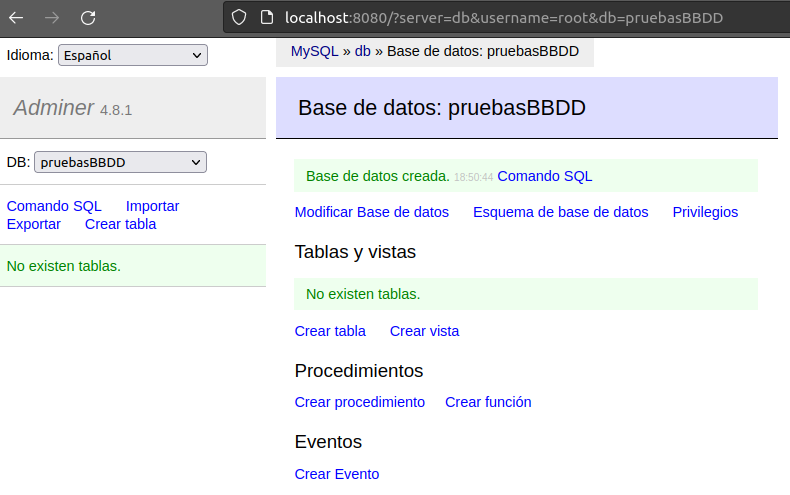 localhost:8080/?server=db&username=root&db=pruebasBBDD
Idioma: Español
MySQL » db » Base de datos: pruebasBBDD
Adminer 4.8.1
Base de datos: pruebasBBDD
DB: pruebasBBDD
Comando SQL Importar
Exportar Crear tabla
No existen tablas.
Base de datos creada. 18:50:44 Comando SQL
Modificar Base de datos Esquema de base de datos Privilegios
Tablas y vistas
No existen tablas.
Crear tabla Crear vista
Procedimientos
Crear procedimiento Crear función
Eventos
Crear Evento